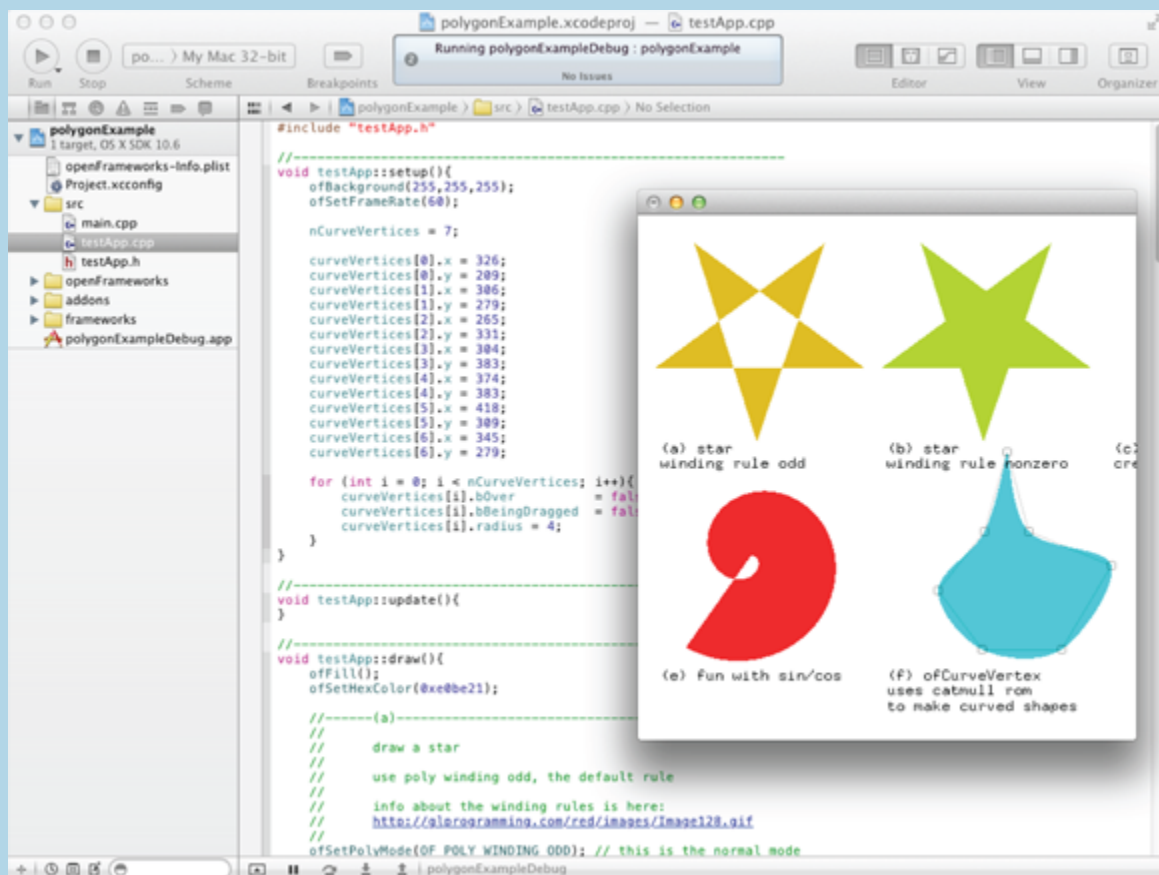 polygonExample.xcodeproj — testApp.cpp
po... 〉 My Mac 32-bit
Running polygonExampleDebug : polygonExample
No Issues
Run Stop Scheme Breakpoints Editor View Organizer
polygonExample 〉 src 〉 testApp.cpp 〉 No Selection
polygonExample
1 target, OS X SDK 10.6
openFrameworks-Info.plist
Project.xcconfig
src
main.cpp
testApp.cpp
testApp.h
openFrameworks
addons
frameworks
polygonExampleDebug.app
#include "testApp.h"
//--------------------------------------------------------------
void testApp::setup(){
ofBackground(255,255,255);
ofSetFrameRate(60);
nCurveVertices = 7;
curveVertices[0].x = 326;
curveVertices[0].y = 209;
curveVertices[1].x = 306;
curveVertices[1].y = 279;
curveVertices[2].x = 265;
curveVertices[2].y = 331;
curveVertices[3].x = 304;
curveVertices[3].y = 383;
curveVertices[4].x = 374;
curveVertices[4].y = 383;
curveVertices[5].x = 418;
curveVertices[5].y = 309;
curveVertices[6].x = 345;
curveVertices[6].y = 279;
for (int i = 0; i < nCurveVertices; i++){
curveVertices[i].bOver = fals
curveVertices[i].bBeingDragged = fals
curveVertices[i].radius = 4;
}
}
//--------------------------------------------
void testApp::update(){
}
//--------------------------------------------
void testApp::draw(){
ofFill();
ofSetHexColor(0xe0be21);
//------(a)------------------------------
//
// draw a star
//
// use poly winding odd, the default rule
//
// info about the winding rules is here:
// http://glprogramming.com/red/images/Image128.gif
//
ofSetPolyMode(OF_POLY_WINDING_ODD); // this is the normal mode
polygonExampleDebug
(a) star
winding rule odd
(b) star
winding rule nonzero
(c)
cre
(e) fun with sin/cos
(f) ofCurveVertex
uses catmull rom
to make curved shapes